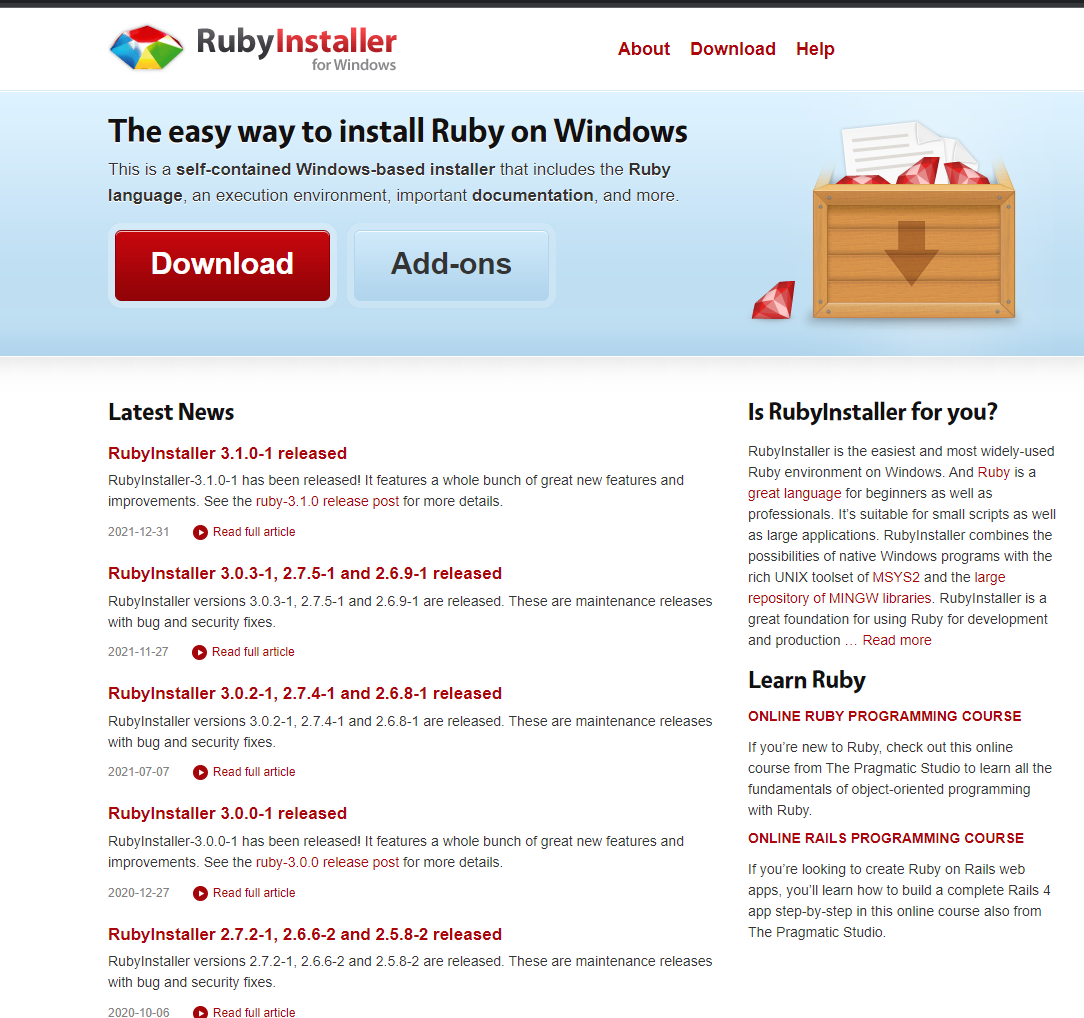 RubyInstaller
for Windows
About Download Help
The easy way to install Ruby on Windows
This is a self-contained Windows-based installer that includes the Ruby
language, an execution environment, important documentation, and more.
Download Add-ons
Latest News
RubyInstaller 3.1.0-1 released
RubyInstaller-3.1.0-1 has been released! It features a whole bunch of great new features and
improvements. See the ruby-3.1.0 release post for more details.
2021-12-31 Read full article
RubyInstaller 3.0.3-1, 2.7.5-1 and 2.6.9-1 released
RubyInstaller versions 3.0.3-1, 2.7.5-1 and 2.6.9-1 are released. These are maintenance releases
with bug and security fixes.
2021-11-27 Read full article
RubyInstaller 3.0.2-1, 2.7.4-1 and 2.6.8-1 released
RubyInstaller versions 3.0.2-1, 2.7.4-1 and 2.6.8-1 are released. These are maintenance releases
with bug and security fixes.
2021-07-07 Read full article
RubyInstaller 3.0.0-1 released
RubyInstaller-3.0.0-1 has been released! It features a whole bunch of great new features and
improvements. See the ruby-3.0.0 release post for more details.
2020-12-27 Read full article
RubyInstaller 2.7.2-1, 2.6.6-2 and 2.5.8-2 released
RubyInstaller versions 2.7.2-1, 2.6.6-2 and 2.5.8-2 are released. These are maintenance releases
with bug and security fixes.
2020-10-06 Read full article
Is RubyInstaller for you?
RubyInstaller is the easiest and most widely-used
Ruby environment on Windows. And Ruby is a
great language for beginners as well as
professionals. It’s suitable for small scripts as well
as large applications. RubyInstaller combines the
possibilities of native Windows programs with the
rich UNIX toolset of MSYS2 and the large
repository of MINGW libraries. RubyInstaller is a
great foundation for using Ruby for development
and production … Read more
Learn Ruby
ONLINE RUBY PROGRAMMING COURSE
If you’re new to Ruby, check out this online
course from The Pragmatic Studio to learn all the
fundamentals of object-oriented programming
with Ruby.
ONLINE RAILS PROGRAMMING COURSE
If you’re looking to create Ruby on Rails web
apps, you’ll learn how to build a complete Rails 4
app step-by-step in this online course also from
The Pragmatic Studio.